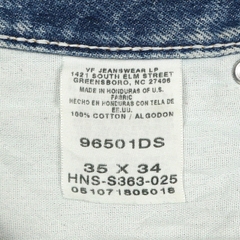 VF JEANSWEAR LP
1421 SOUTH ELM STREET
GREENSBORO, NC 27406
MADE IN HONDURAS OF U.S.
FABRIC
HECHO EN HONDURAS CON TELA DE
EE.UU.
100% COTTON / ALGODON
96501DS
35 X 34
HNS-S363-025
051071805018